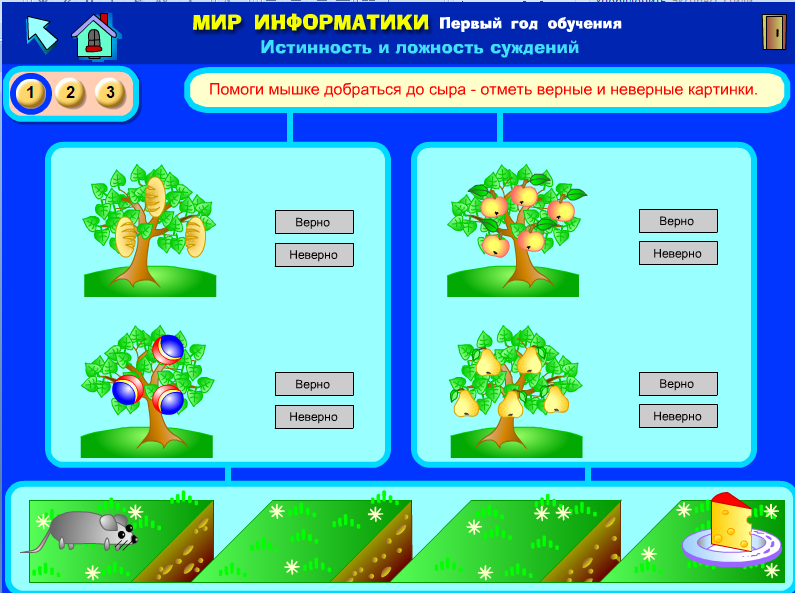 МИР ИНФОРМАТИКИ Первый год обучения
Истинность и ложность суждений
1 2 3
Помоги мышке добраться до сыра - отметь верные и неверные картинки.
Верно
Неверно
Верно
Неверно
Верно
Неверно
Верно
Неверно